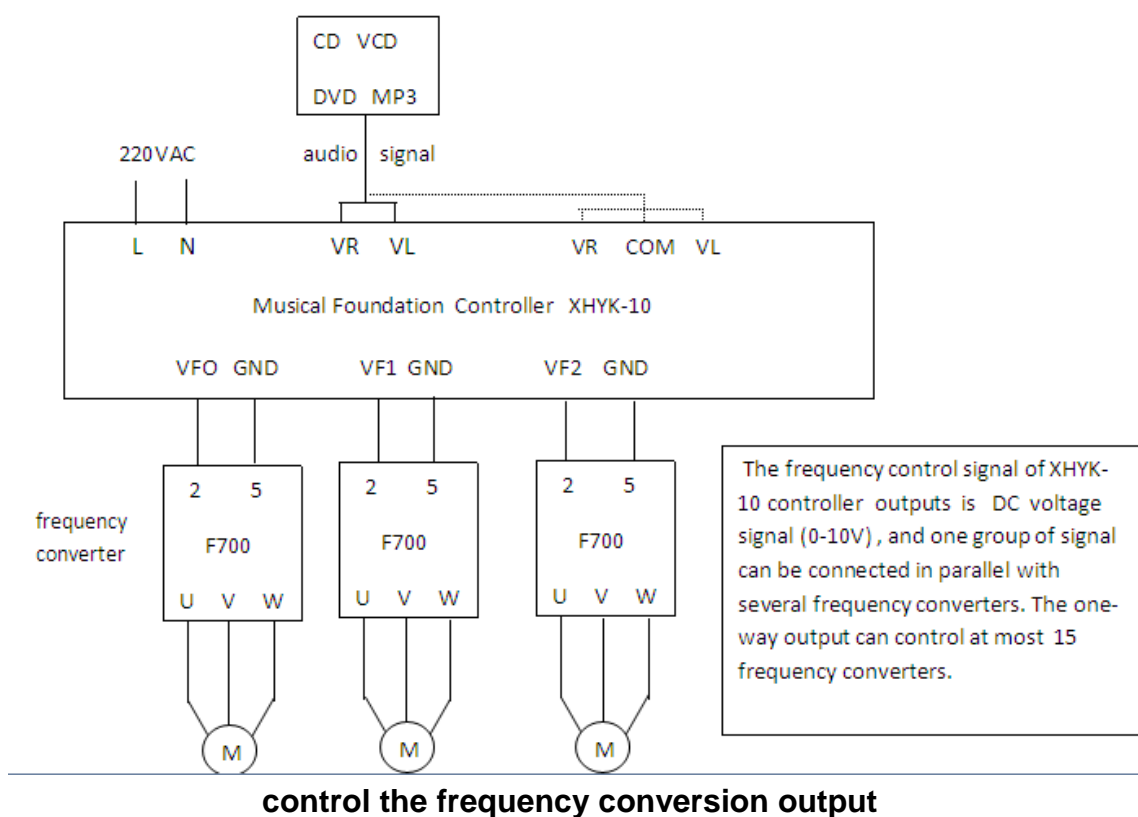 CD VCD
DVD MP3
220VAC
audio signal
L N VR VL VR COM VL
Musical Foundation Controller XHYK-10
VFO GND VF1 GND VF2 GND
2 5 2 5 2 5
frequency
converter
F700 F700 F700
U V W U V W U V W
M M M
The frequency control signal of XHYK-
10 controller outputs is DC voltage
signal (0-10V) , and one group of signal
can be connected in parallel with
several frequency converters. The one-
way output can control at most 15
frequency converters.
control the frequency conversion output